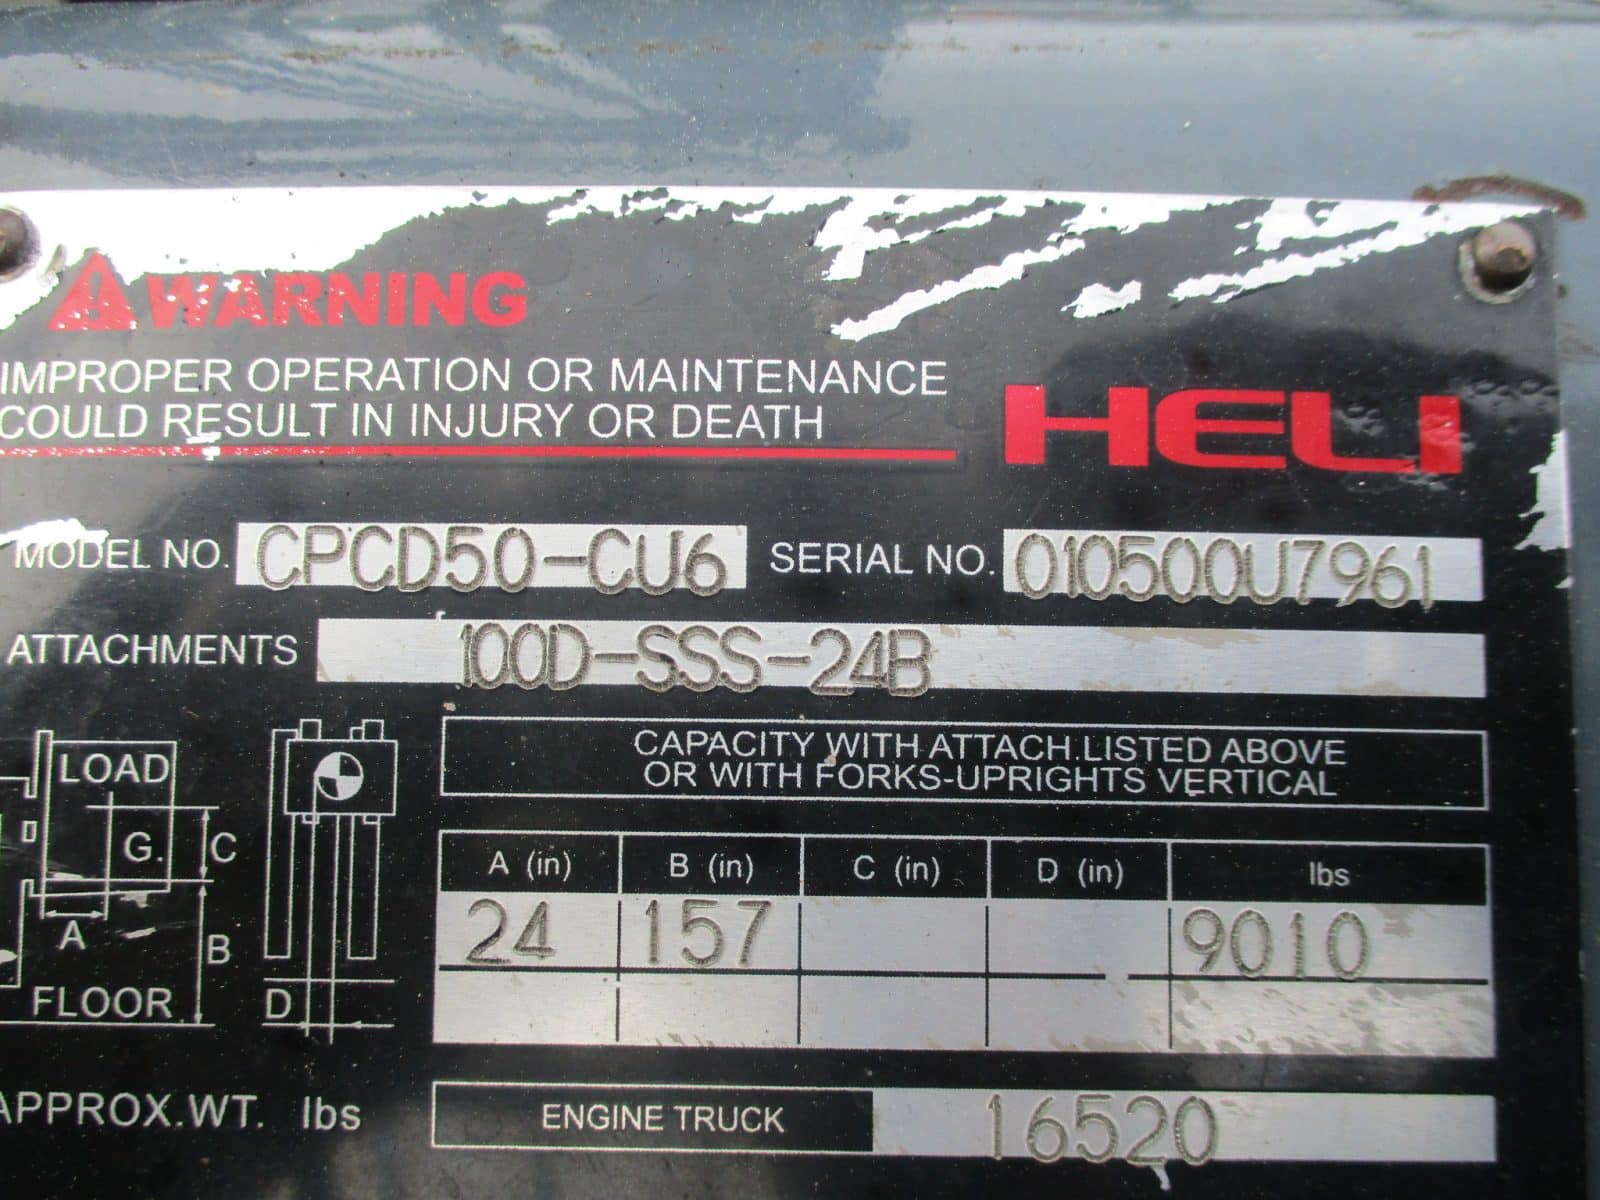 WARNING
IMPROPER OPERATION OR MAINTENANCE
COULD RESULT IN INJURY OR DEATH
HELI
MODEL NO. CPCD50-CU6 SERIAL NO. 010500U7961
ATTACHMENTS 100D-SSS-24B
CAPACITY WITH ATTACH.LISTED ABOVE
OR WITH FORKS-UPRIGHTS VERTICAL
LOAD
G. C
A
B
FLOOR
D
A (in) B (in) C (in) D (in) lbs
24 157 9010
APPROX.WT. lbs ENGINE TRUCK 16520